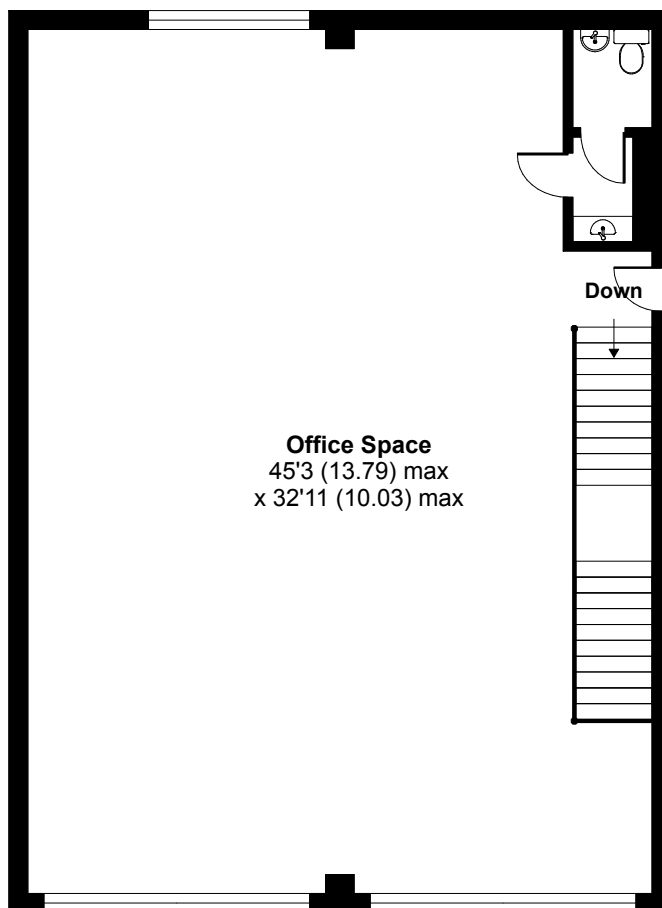 Down
Office Space
45'3 (13.79) max
x 32'11 (10.03) max